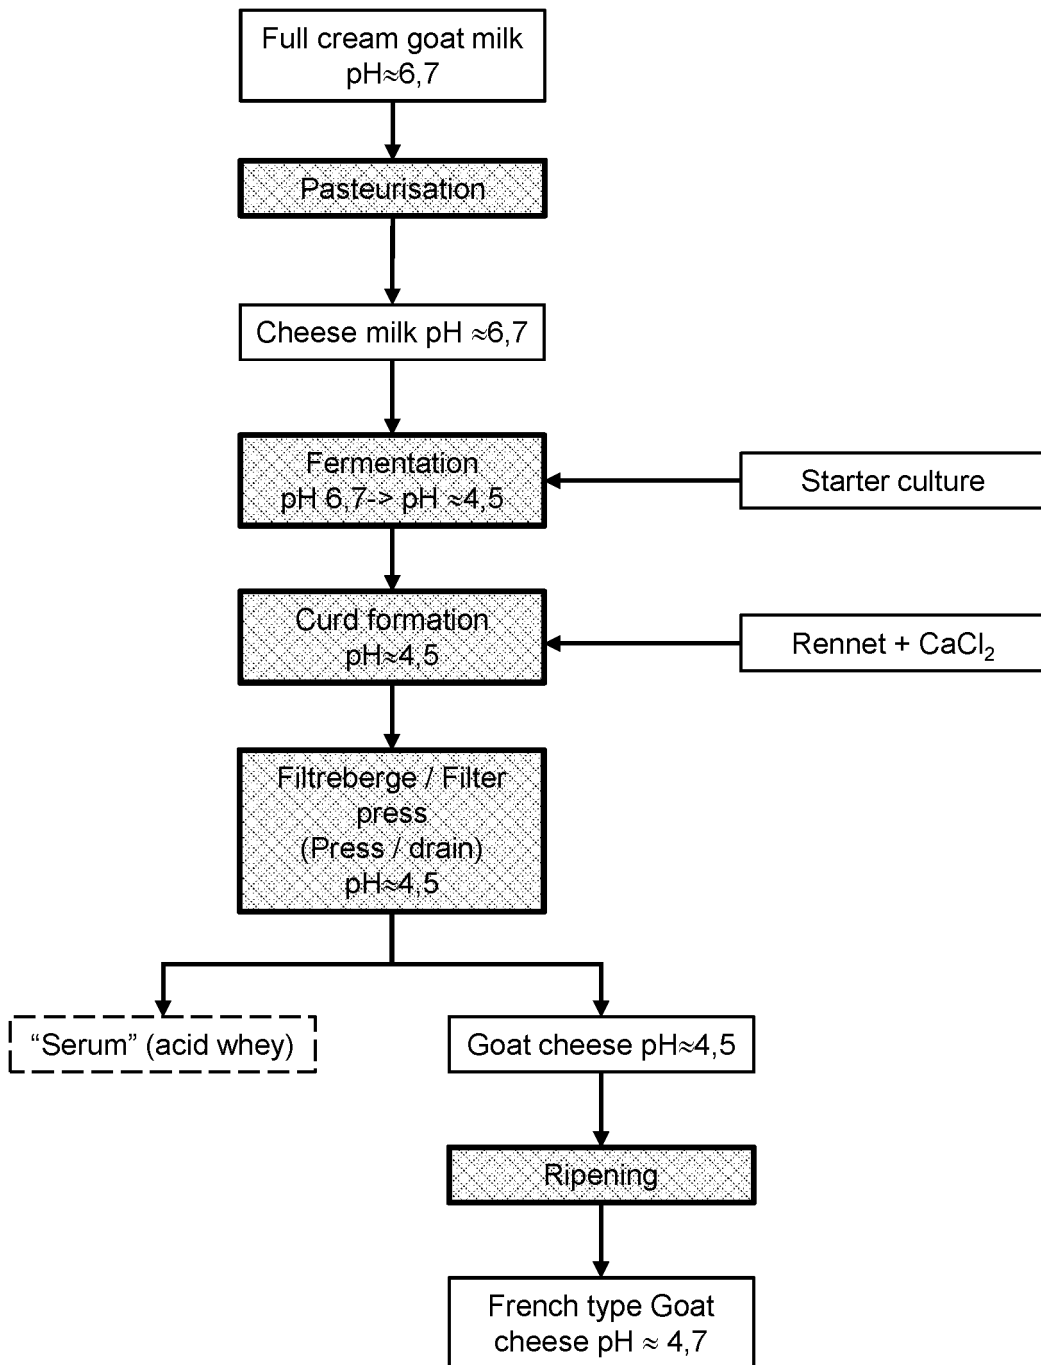 Full cream goat milk
pH≈6,7
Pasteurisation
Cheese milk pH ≈6,7
Fermentation
pH 6,7-> pH ≈4,5
Starter culture
Curd formation
pH≈4,5
Rennet + CaCl₂
Filtreberge / Filter
press
(Press / drain)
pH≈4,5
“Serum” (acid whey)
Goat cheese pH≈4,5
Ripening
French type Goat
cheese pH ≈ 4,7